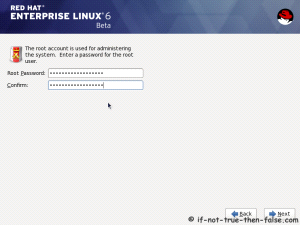 RED HAT®
ENTERPRISE LINUX® 6
Beta
The root account is used for administering
the system. Enter a password for the root
user.
Root Password: ••••••••••••••••••
Confirm: ••••••••••••••••••
Back Next
© if-not-true-then-false.com